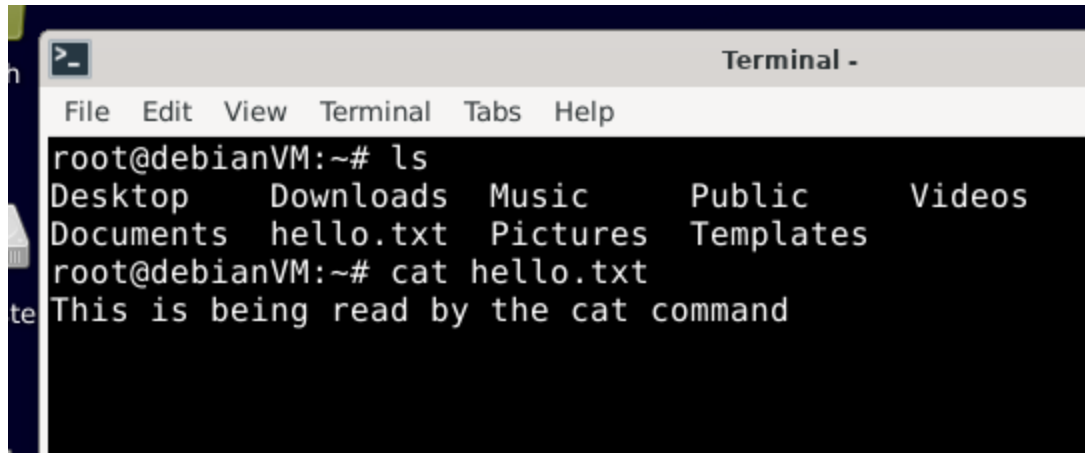 Terminal -
File Edit View Terminal Tabs Help
root@debianVM:~# ls
Desktop Downloads Music Public Videos
Documents hello.txt Pictures Templates
root@debianVM:~# cat hello.txt
This is being read by the cat command